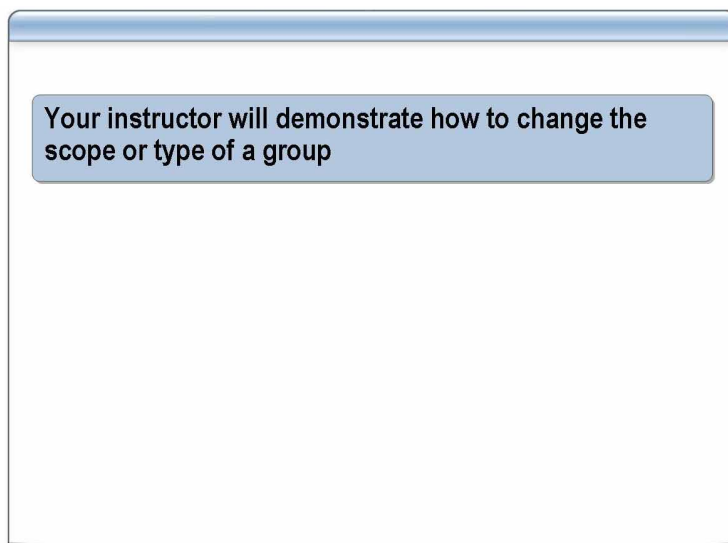 Your instructor will demonstrate how to change the
scope or type of a group